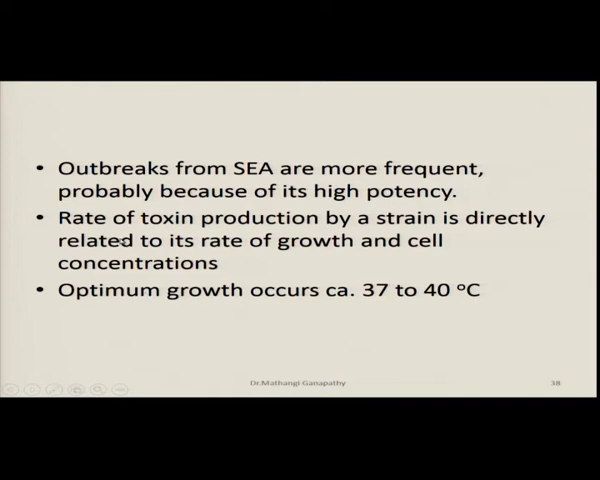 • Outbreaks from SEA are more frequent,
probably because of its high potency.
• Rate of toxin production by a strain is directly
related to its rate of growth and cell
concentrations
• Optimum growth occurs ca. 37 to 40 °C
Dr.Mathangi Ganapathy 38